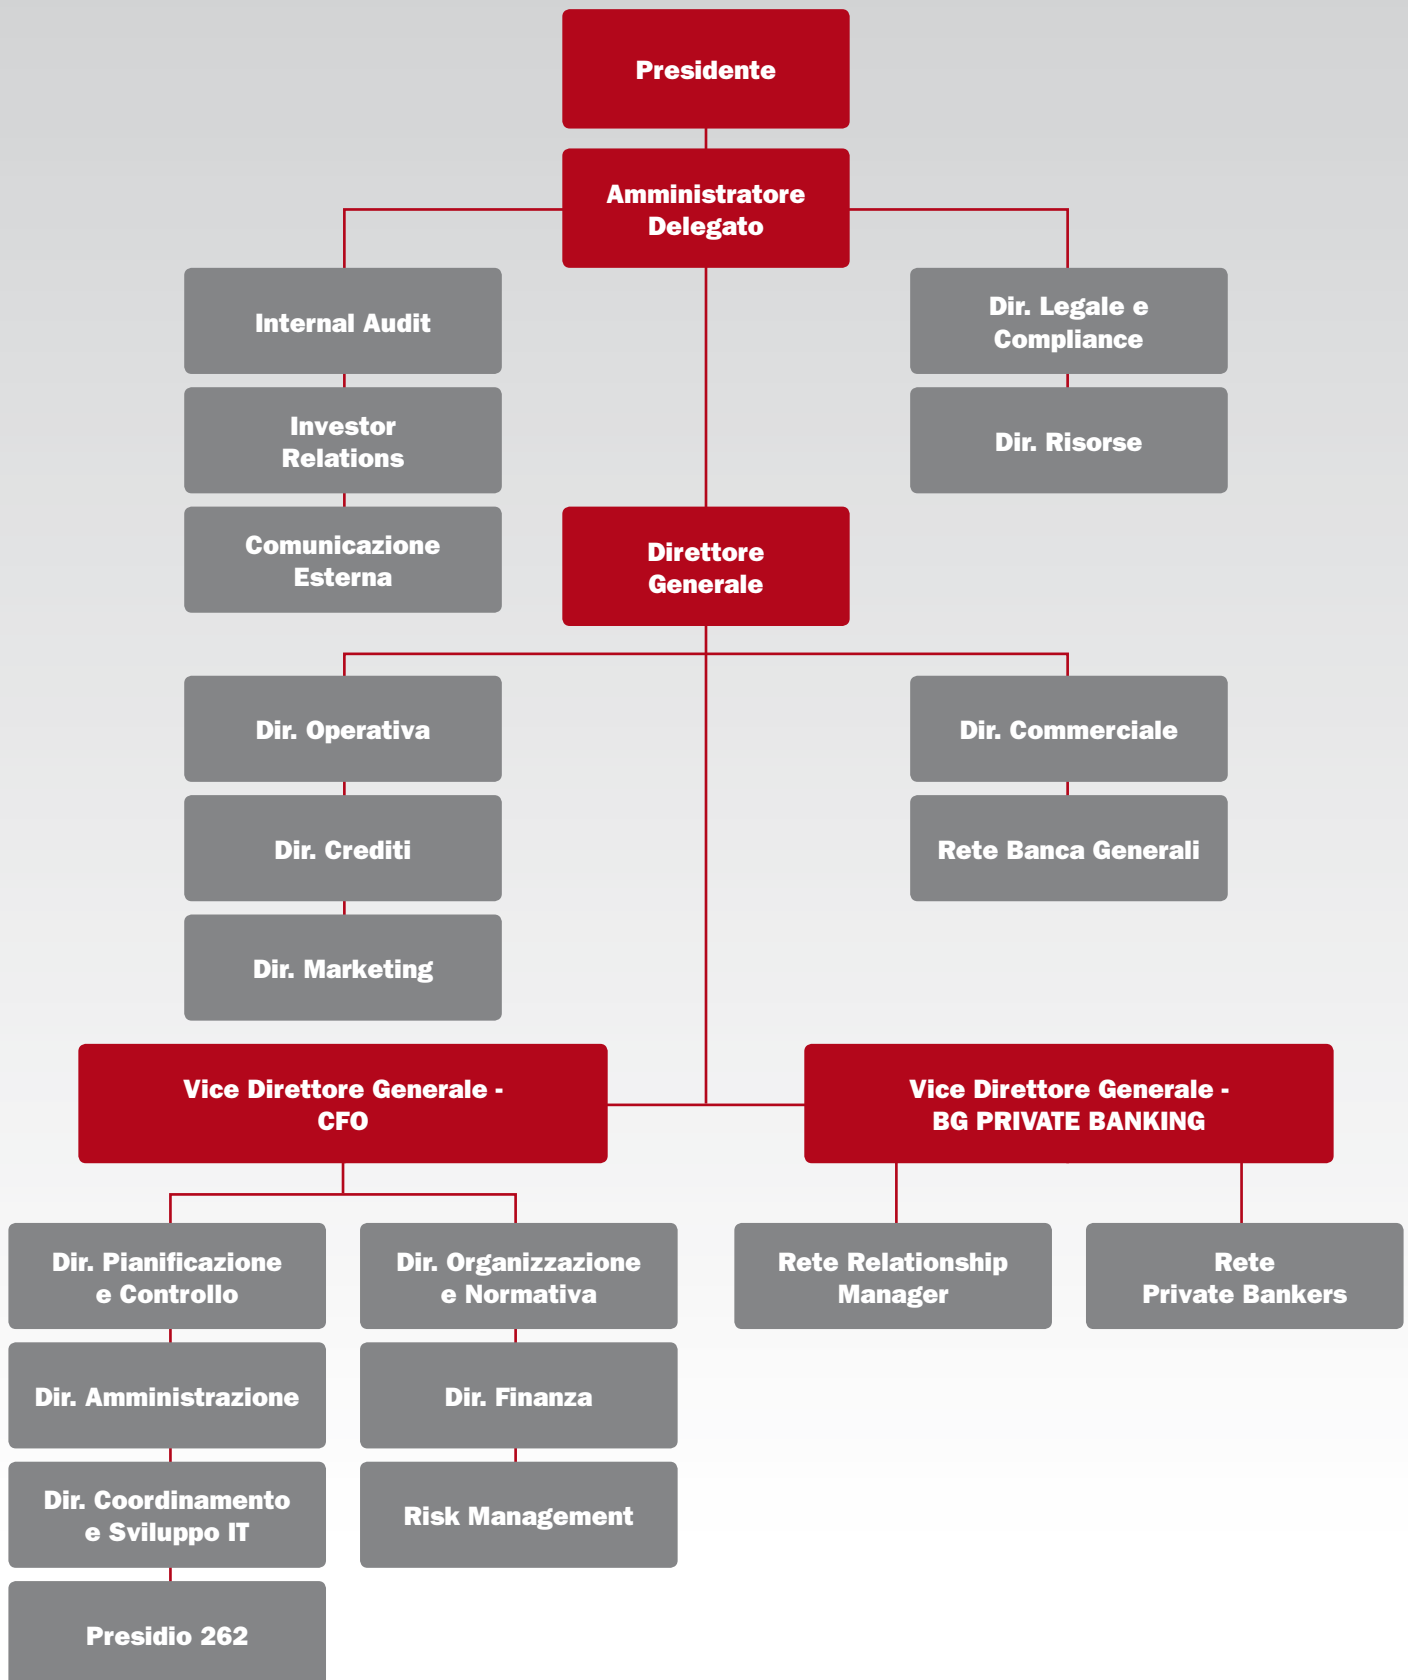 Presidente
Amministratore
Delegato
Internal Audit
Dir. Legale e
Compliance
Investor
Relations
Dir. Risorse
Comunicazione
Esterna
Direttore
Generale
Dir. Operativa
Dir. Commerciale
Dir. Crediti
Rete Banca Generali
Dir. Marketing
Vice Direttore Generale -
CFO
Vice Direttore Generale -
BG PRIVATE BANKING
Dir. Pianificazione
e Controllo
Dir. Organizzazione
e Normativa
Rete Relationship
Manager
Rete
Private Bankers
Dir. Amministrazione
Dir. Finanza
Dir. Coordinamento
e Sviluppo IT
Risk Management
Presidio 262